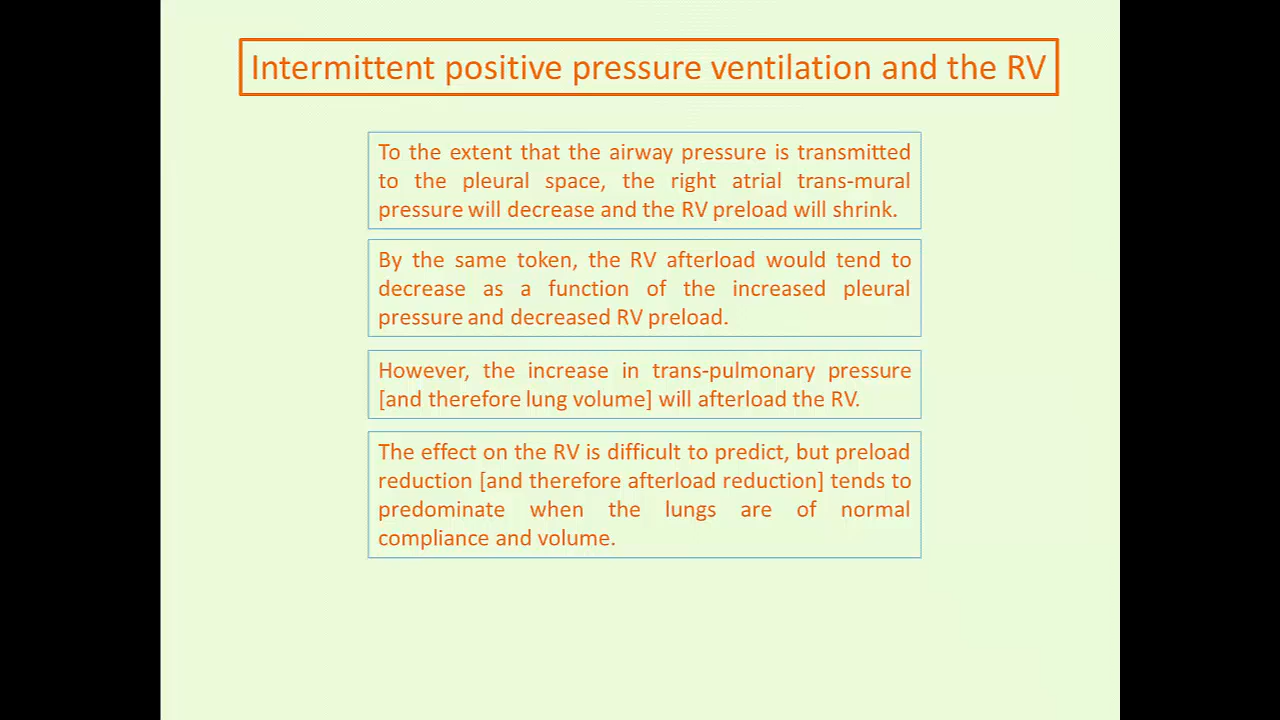 Intermittent positive pressure ventilation and the RV
To the extent that the airway pressure is transmitted
to the pleural space, the right atrial trans-mural
pressure will decrease and the RV preload will shrink.
By the same token, the RV afterload would tend to
decrease as a function of the increased pleural
pressure and decreased RV preload.
However, the increase in trans-pulmonary pressure
[and therefore lung volume] will afterload the RV.
The effect on the RV is difficult to predict, but preload
reduction [and therefore afterload reduction] tends to
predominate when the lungs are of normal
compliance and volume.